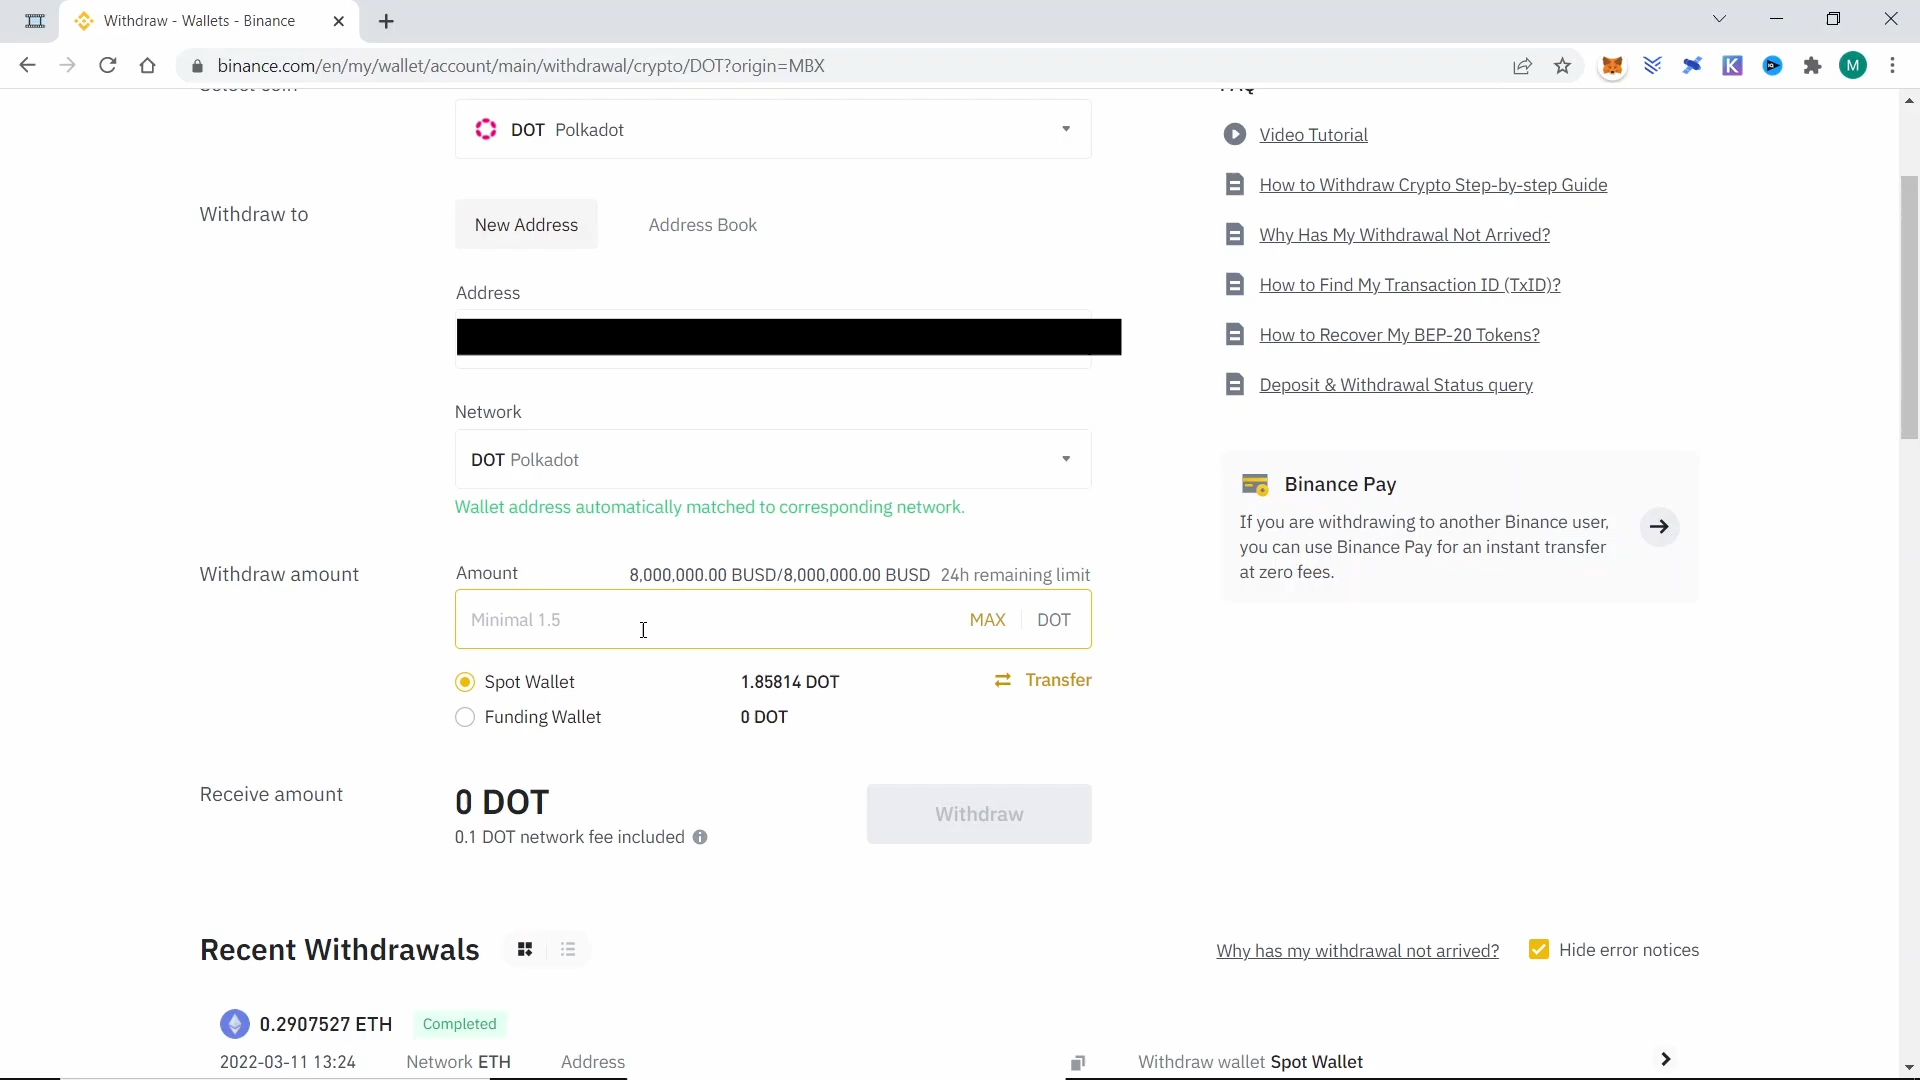 Withdraw - Wallets - Binance
binance.com/en/my/wallet/account/main/withdrawal/crypto/DOT?origin=MBX
M
Select coin
DOT Polkadot
Withdraw to
New Address
Address Book
Address
Network
DOT Polkadot
Wallet address automatically matched to corresponding network.
Withdraw amount
Amount
8,000,000.00 BUSD/8,000,000.00 BUSD 24h remaining limit
Minimal 1.5
MAX
DOT
Spot Wallet
1.85814 DOT
Transfer
Funding Wallet
0 DOT
Receive amount
0 DOT
0.1 DOT network fee included
Withdraw
FAQ
Video Tutorial
How to Withdraw Crypto Step-by-step Guide
Why Has My Withdrawal Not Arrived?
How to Find My Transaction ID (TxID)?
How to Recover My BEP-20 Tokens?
Deposit & Withdrawal Status query
Binance Pay
If you are withdrawing to another Binance user,
you can use Binance Pay for an instant transfer
at zero fees.
Recent Withdrawals
Why has my withdrawal not arrived?
Hide error notices
0.2907527 ETH
Completed
2022-03-11 13:24
Network ETH
Address
Withdraw wallet Spot Wallet